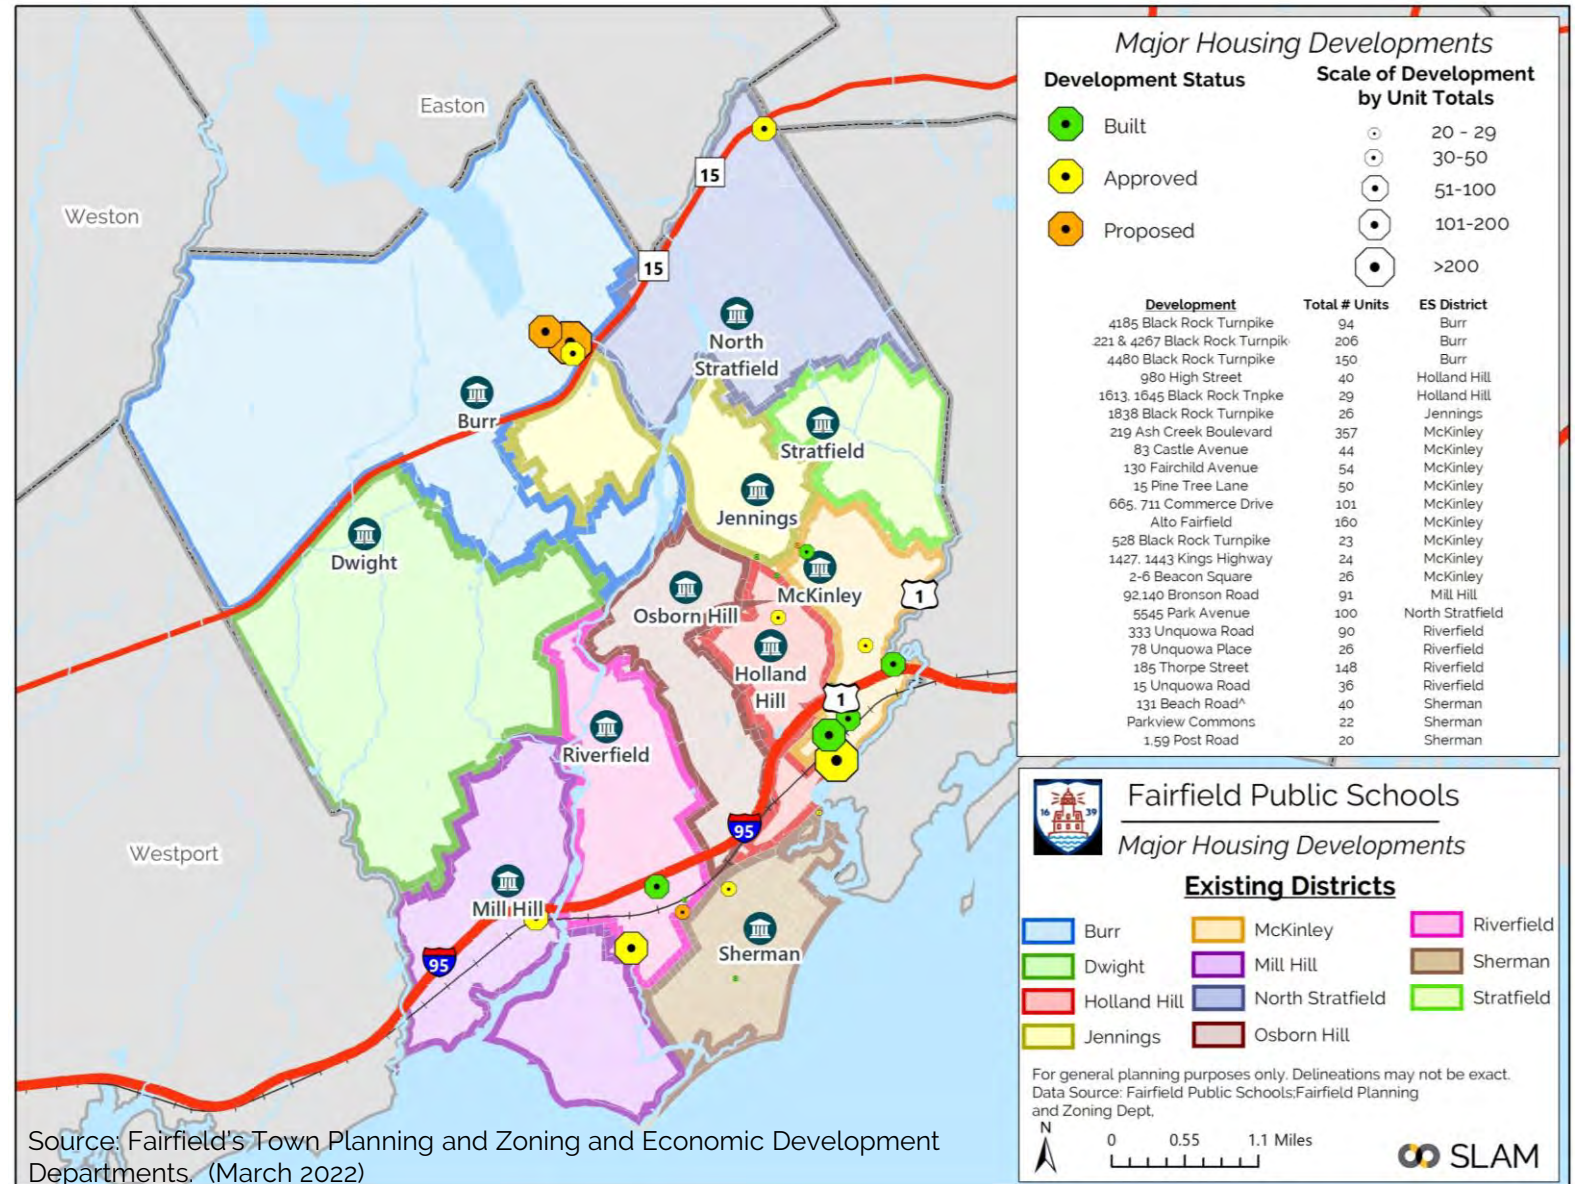 Easton
Weston
15
15
North
Stratfield
Burr
Stratfield
Jennings
Dwight
McKinley
Osborn Hill
1
Holland
Hill
1
Riverfield
95
Westport
Mill Hill
95
Sherman
Source: Fairfield's Town Planning and Zoning and Economic Development
Departments. (March 2022)
Major Housing Developments
Development Status
Built
Approved
Proposed
Scale of Development
by Unit Totals
20 - 29
30-50
51-100
101-200
>200
Development Total # Units ES District
4185 Black Rock Turnpike 94 Burr
221 & 4267 Black Rock Turnpik 206 Burr
4480 Black Rock Turnpike 150 Burr
980 High Street 40 Holland Hill
1613, 1645 Black Rock Tnpke 29 Holland Hill
1838 Black Rock Turnpike 26 Jennings
219 Ash Creek Boulevard 357 McKinley
83 Castle Avenue 44 McKinley
130 Fairchild Avenue 54 McKinley
15 Pine Tree Lane 50 McKinley
665, 711 Commerce Drive 101 McKinley
Alto Fairfield 160 McKinley
528 Black Rock Turnpike 23 McKinley
1427, 1443 Kings Highway 24 McKinley
2-6 Beacon Square 26 McKinley
92,140 Bronson Road 91 Mill Hill
5545 Park Avenue 100 North Stratfield
333 Unquowa Road 90 Riverfield
78 Unquowa Place 26 Riverfield
185 Thorpe Street 148 Riverfield
15 Unquowa Road 36 Riverfield
131 Beach Road^ 40 Sherman
Parkview Commons 22 Sherman
1,59 Post Road 20 Sherman
16 39
Fairfield Public Schools
Major Housing Developments
Existing Districts
Burr
Dwight
Holland Hill
Jennings
McKinley
Mill Hill
North Stratfield
Osborn Hill
Riverfield
Sherman
Stratfield
For general planning purposes only. Delineations may not be exact.
Data Source: Fairfield Public Schools;Fairfield Planning
and Zoning Dept,
N
0 0.55 1.1 Miles
SLAM